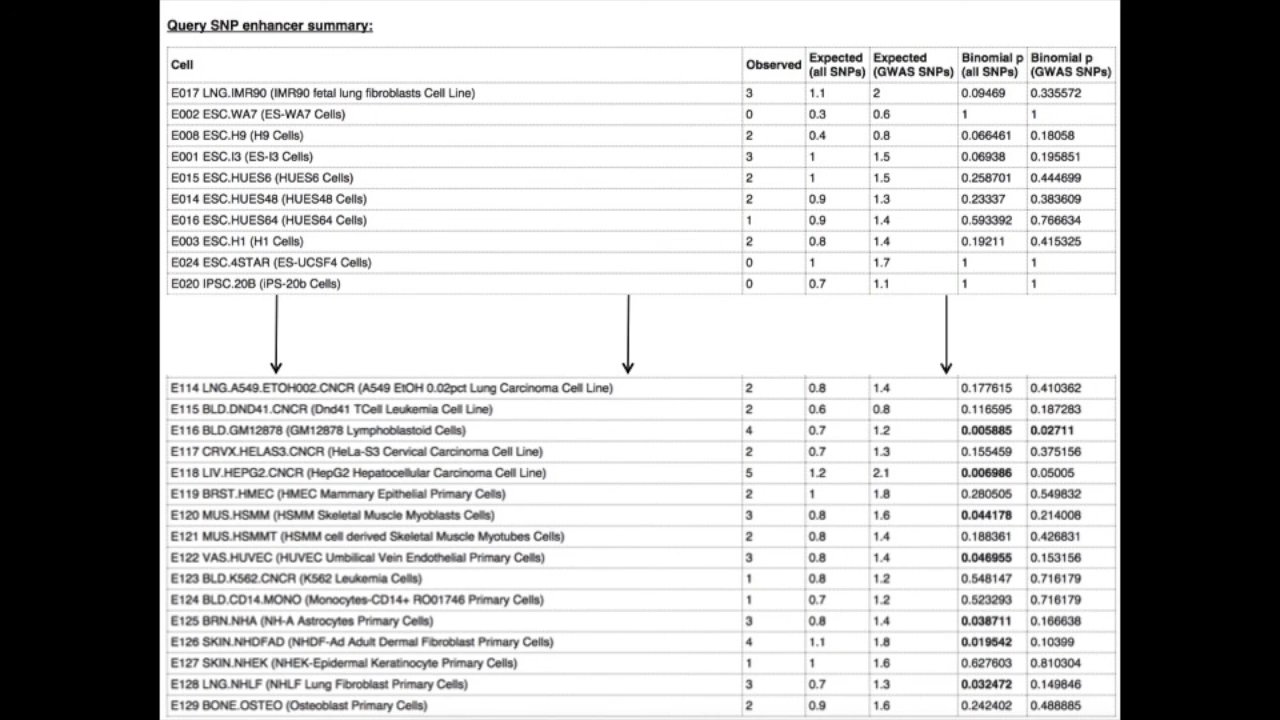 Query SNP enhancer summary:
Cell Observed Expected (all SNPs) Expected (GWAS SNPs) Binomial p (all SNPs) Binomial p (GWAS SNPs)
E017 LNG.IMR90 (IMR90 fetal lung fibroblasts Cell Line) 3 1.1 2 0.09469 0.335572
E002 ESC.WA7 (ES-WA7 Cells) 0 0.3 0.6 1 1
E008 ESC.H9 (H9 Cells) 2 0.4 0.8 0.066461 0.18058
E001 ESC.I3 (ES-I3 Cells) 3 1 1.5 0.06938 0.195851
E015 ESC.HUES6 (HUES6 Cells) 2 1 1.5 0.258701 0.444699
E014 ESC.HUES48 (HUES48 Cells) 2 0.9 1.3 0.23337 0.383609
E016 ESC.HUES64 (HUES64 Cells) 1 0.9 1.4 0.593392 0.766634
E003 ESC.H1 (H1 Cells) 2 0.8 1.4 0.19211 0.415325
E024 ESC.4STAR (ES-UCSF4 Cells) 0 1 1.7 1 1
E020 IPSC.20B (iPS-20b Cells) 0 0.7 1.1 1 1
E114 LNG.A549.ETOH002.CNCR (A549 EtOH 0.02pct Lung Carcinoma Cell Line) 2 0.8 1.4 0.177615 0.410362
E115 BLD.DND41.CNCR (Dnd41 TCell Leukemia Cell Line) 2 0.6 0.8 0.116595 0.187283
E116 BLD.GM12878 (GM12878 Lymphoblastoid Cells) 4 0.7 1.2 0.005885 0.02711
E117 CRVX.HELAS3.CNCR (HeLa-S3 Cervical Carcinoma Cell Line) 2 0.7 1.3 0.155459 0.375156
E118 LIV.HEPG2.CNCR (HepG2 Hepatocellular Carcinoma Cell Line) 5 1.2 2.1 0.006986 0.05005
E119 BRST.HMEC (HMEC Mammary Epithelial Primary Cells) 2 1 1.8 0.280505 0.549832
E120 MUS.HSMM (HSMM Skeletal Muscle Myoblasts Cells) 3 0.8 1.6 0.044178 0.214008
E121 MUS.HSMMT (HSMM cell derived Skeletal Muscle Myotubes Cells) 2 0.8 1.4 0.188361 0.426831
E122 VAS.HUVEC (HUVEC Umbilical Vein Endothelial Primary Cells) 3 0.8 1.4 0.046955 0.153156
E123 BLD.K562.CNCR (K562 Leukemia Cells) 1 0.8 1.2 0.548147 0.716179
E124 BLD.CD14.MONO (Monocytes-CD14+ RO01746 Primary Cells) 1 0.7 1.2 0.523293 0.716179
E125 BRN.NHA (NH-A Astrocytes Primary Cells) 3 0.8 1.4 0.038711 0.166638
E126 SKIN.NHDFAD (NHDF-Ad Adult Dermal Fibroblast Primary Cells) 4 1.1 1.8 0.019542 0.10399
E127 SKIN.NHEK (NHEK-Epidermal Keratinocyte Primary Cells) 1 1 1.6 0.627603 0.810304
E128 LNG.NHLF (NHLF Lung Fibroblast Primary Cells) 3 0.7 1.3 0.032472 0.149846
E129 BONE.OSTEO (Osteoblast Primary Cells) 2 0.9 1.6 0.242402 0.488885